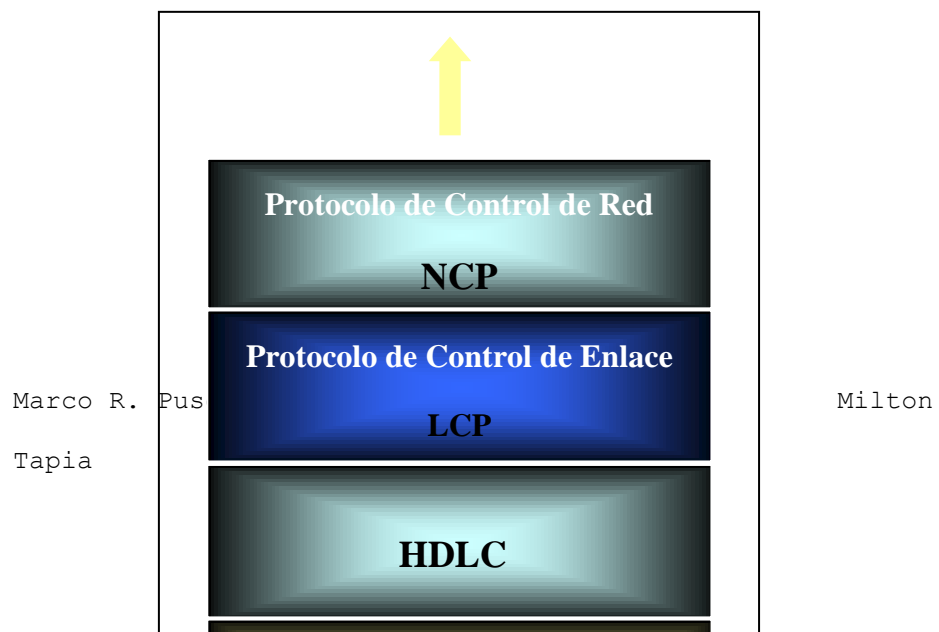 Protocolo de Control de Red
NCP
Protocolo de Control de Enlace
Marco R. Pus Milton
LCP
Tapia
HDLC